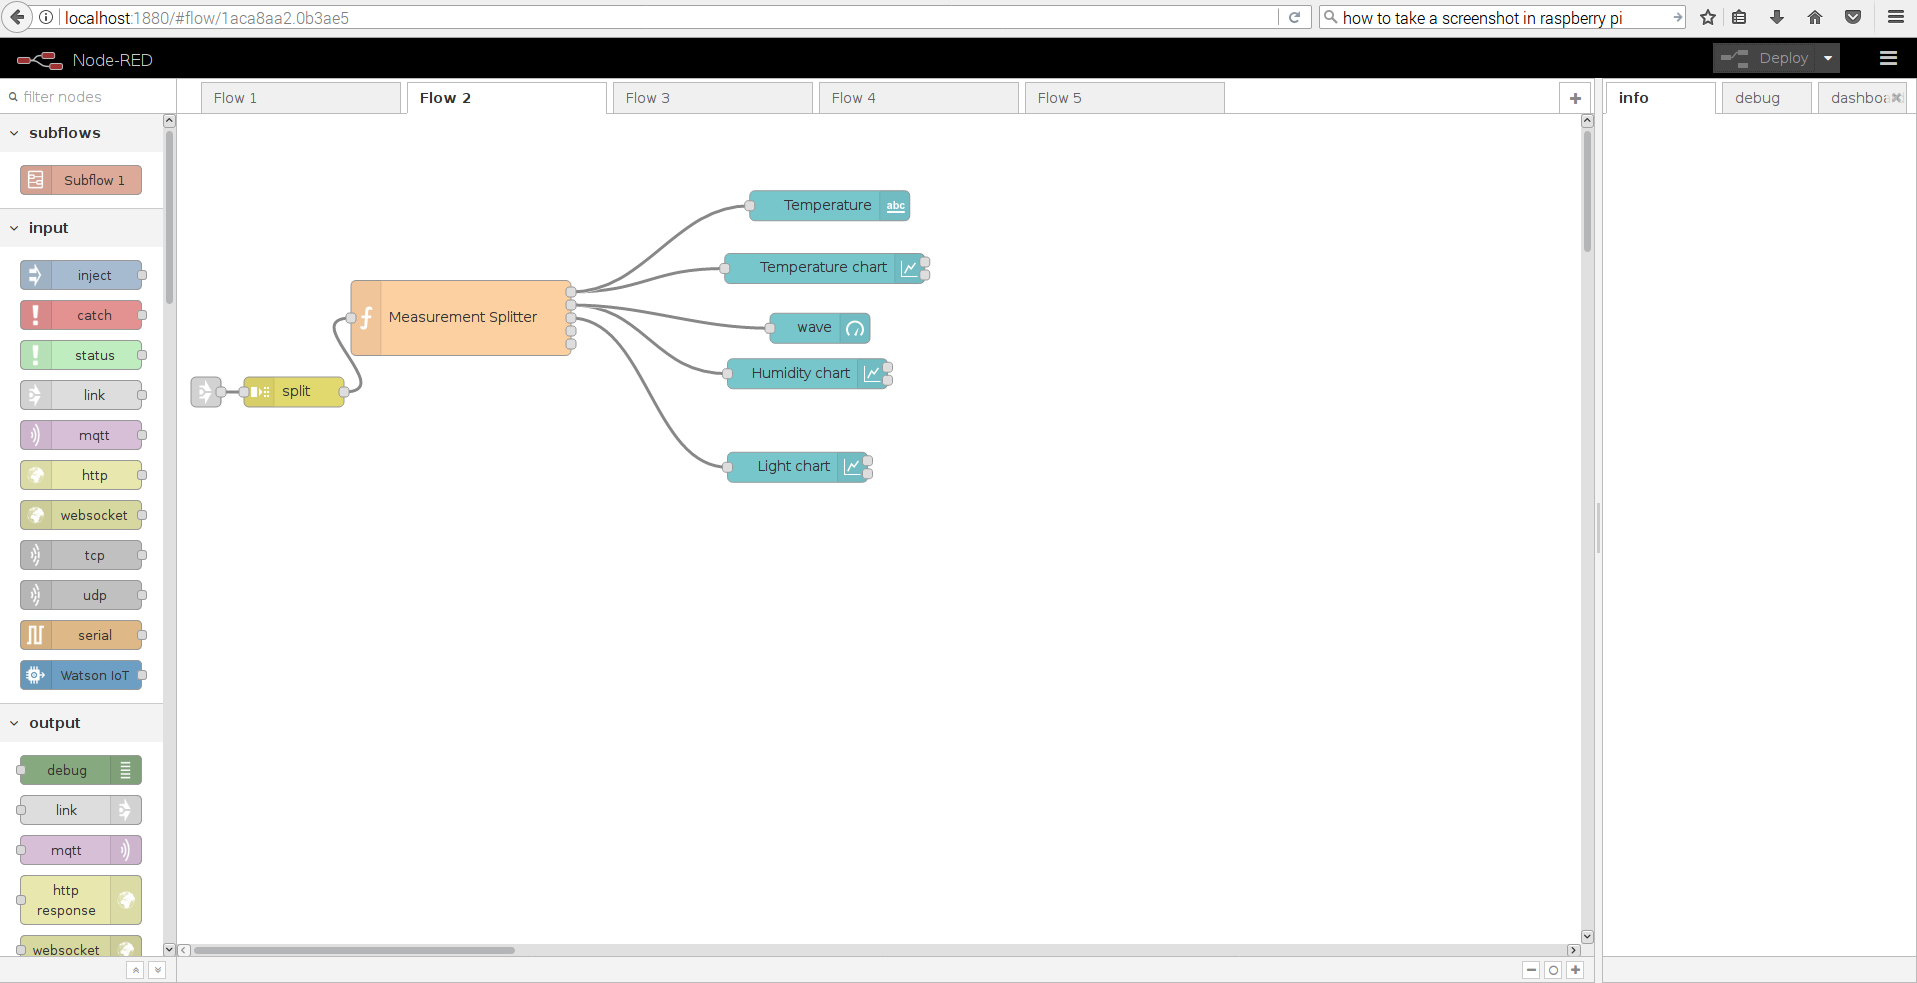 localhost:1880/#flow/1aca8aa2.0b3ae5
how to take a screenshot in raspberry pi
Node-RED
Deploy
filter nodes
Flow 1
Flow 2
Flow 3
Flow 4
Flow 5
info
debug
subflows
Subflow 1
input
inject
catch
status
link
mqtt
http
websocket
tcp
udp
serial
Watson IoT
output
debug
link
mqtt
http
response
websocket
Temperature
abc
Temperature chart
Measurement Splitter
wave
Humidity chart
split
Light chart